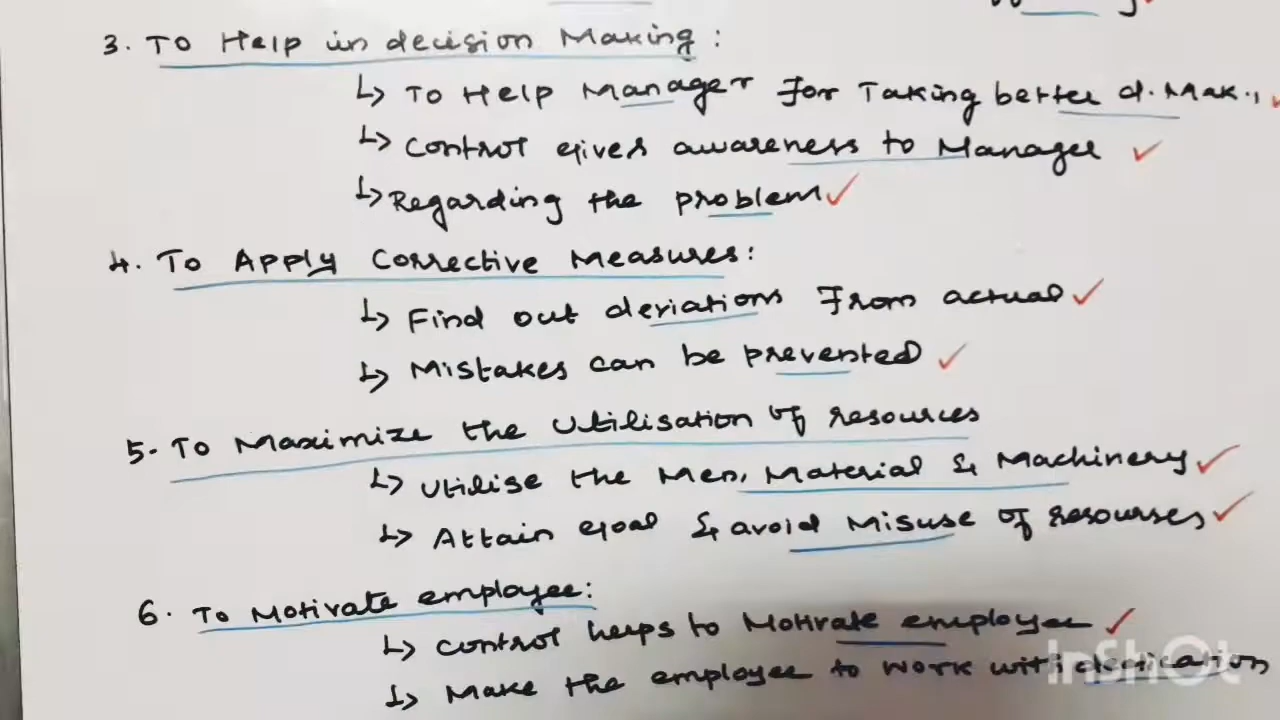 3. To Help in decision Making:
↳ To Help Manager for Taking better d. Mak.,
↳ Control gives awareness to Manager ✓
↳ Regarding the problem ✓
4. To Apply Corrective Measures:
↳ Find out deviations From actual ✓
↳ Mistakes can be prevented ✓
5. To Maximize the Utilisation of resources
↳ Utilise the Men, Material & Machinery ✓
↳ Attain goal & avoid Misuse of resourses ✓
6. To Motivate employee:
↳ Control helps to Motivate employee ✓
↳ Make the employee to work with dedication
InShOt